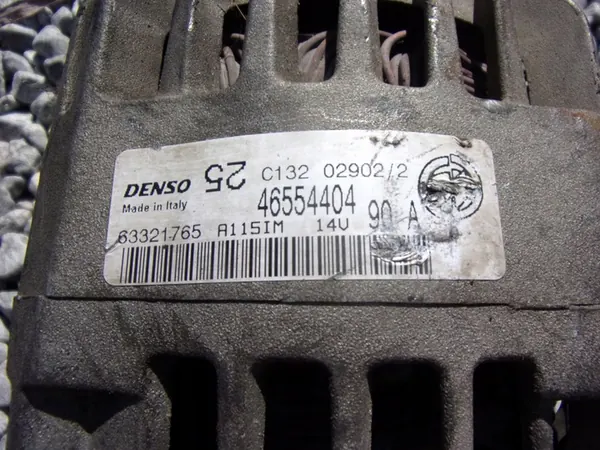 25 C132 02902/2
DENSO
Made in Italy 46554404 90 A
63321765 A115IM 14V